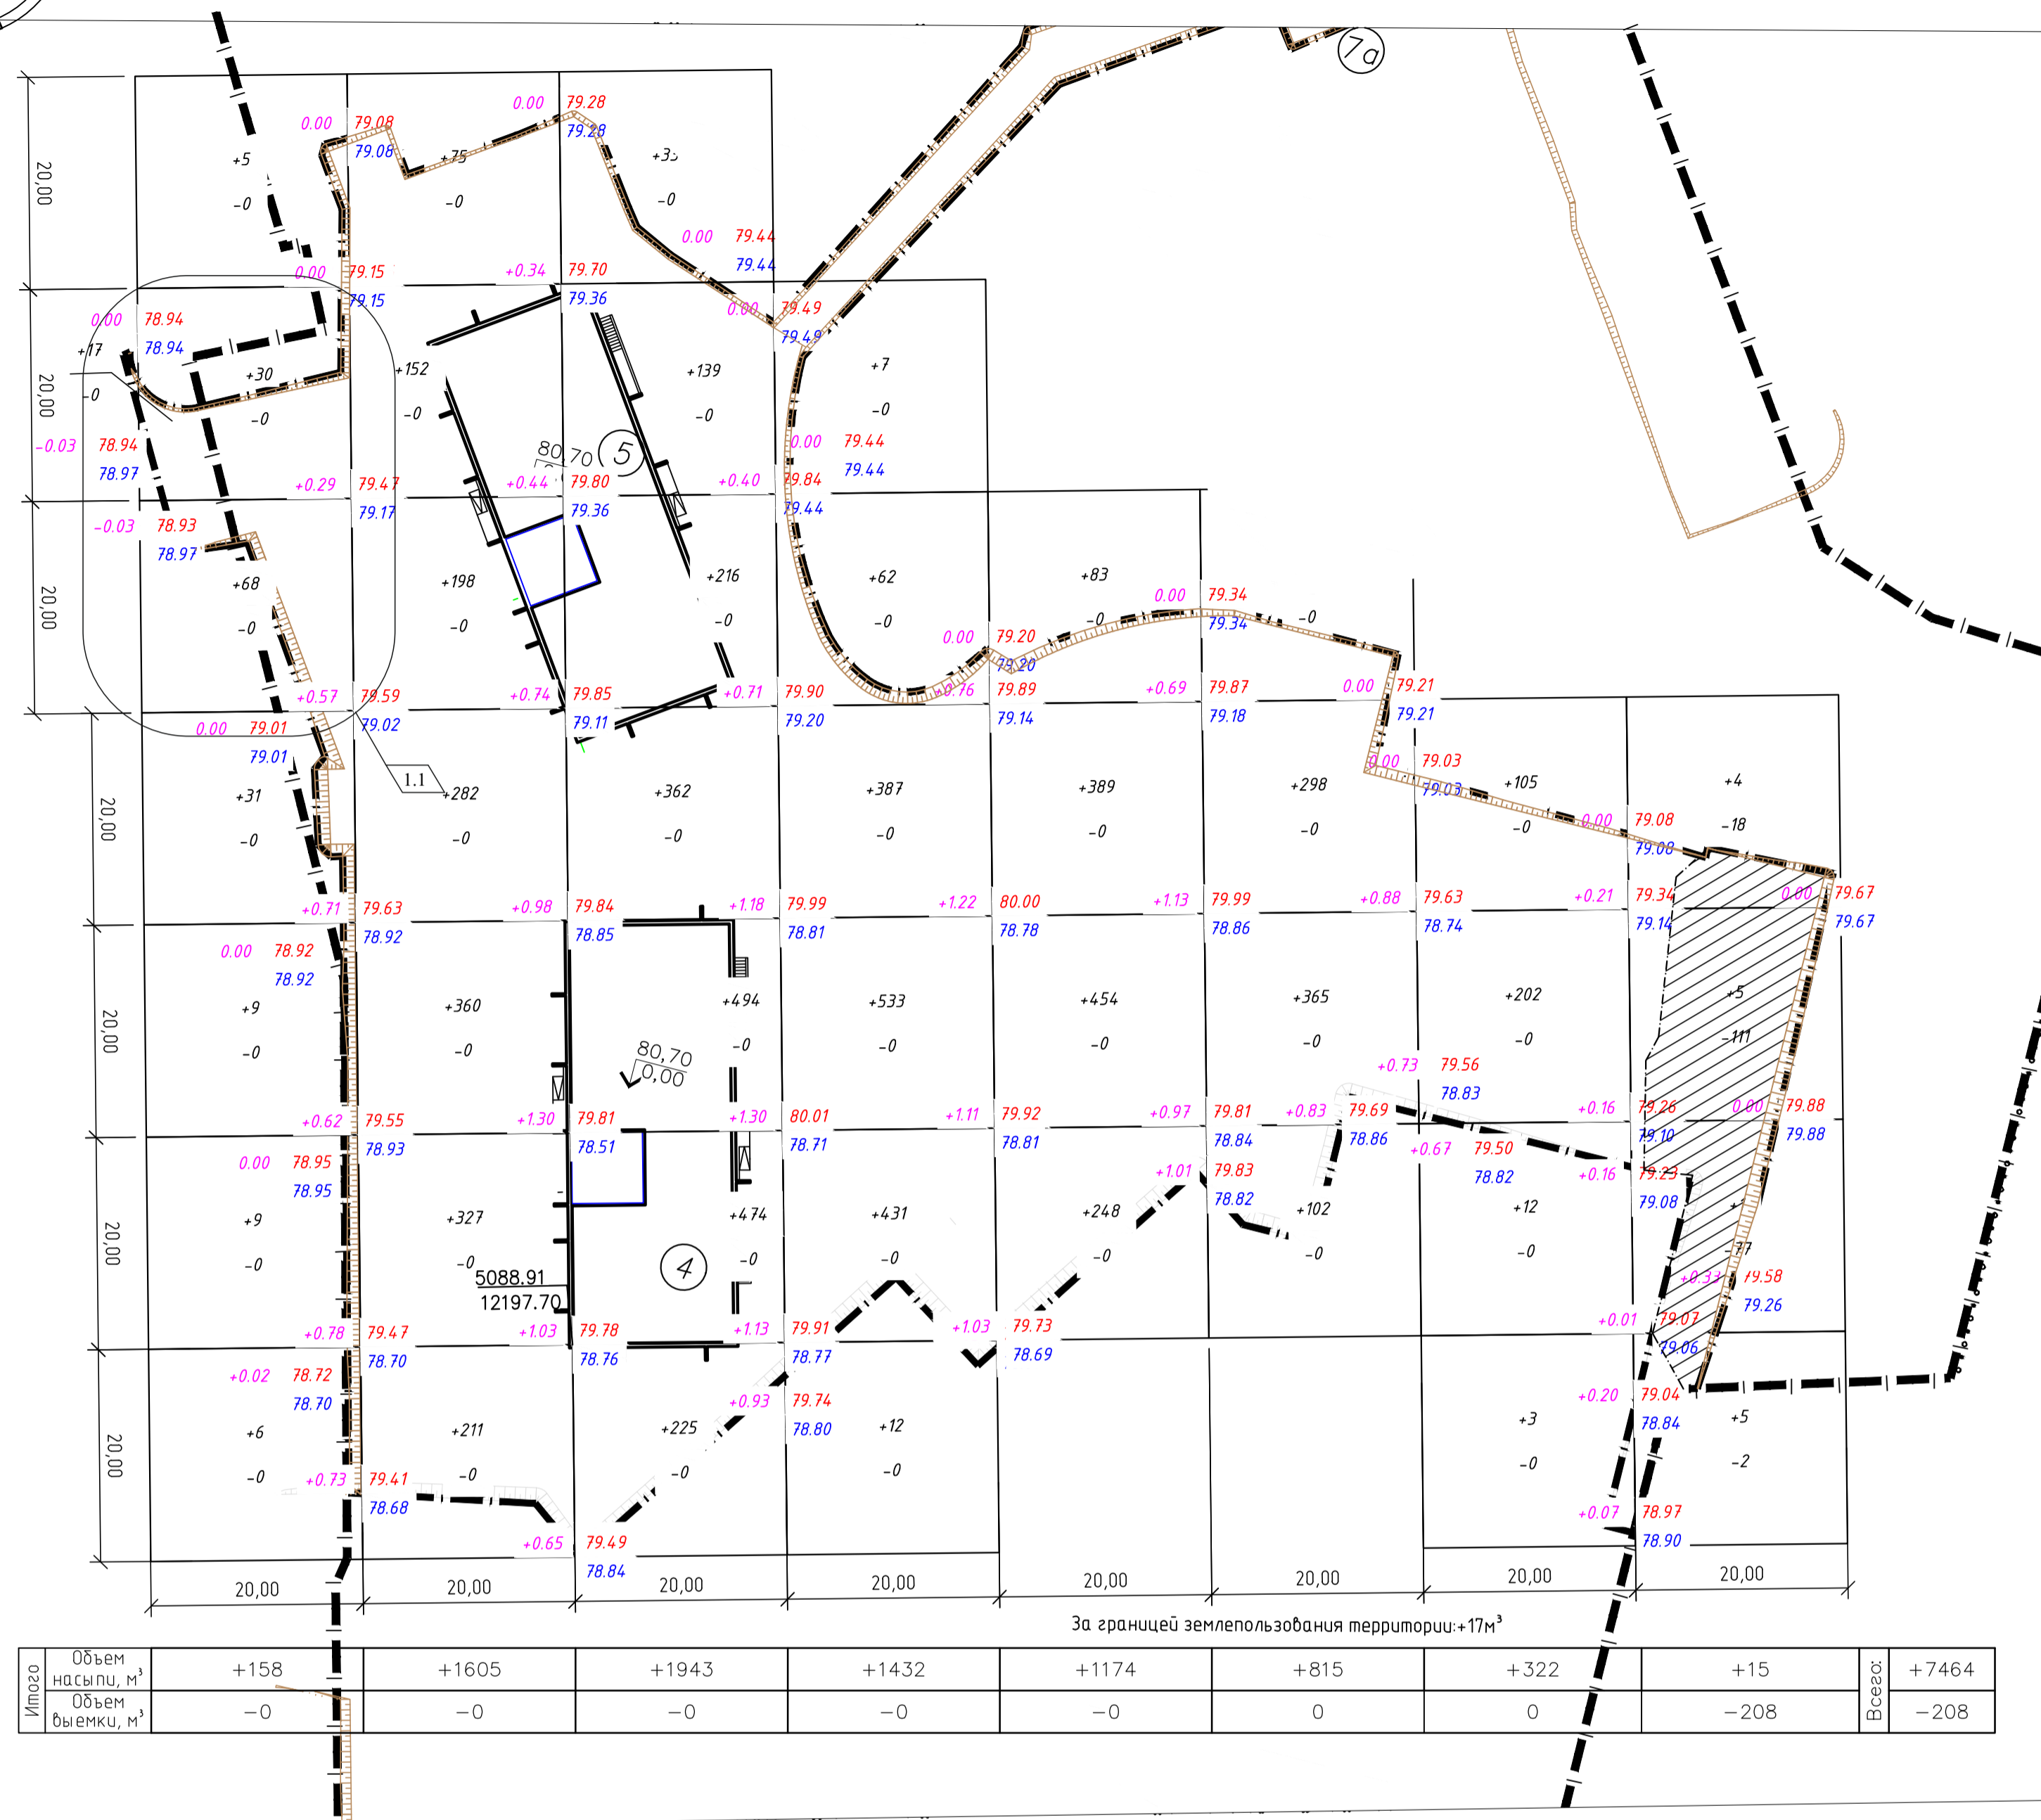 7а
0.00 79.28
79.28
0.00 79.08
79.08
+5 +75
-0 -0 -0
0.00 79.44
79.44
0.00 79.15 +0.34 79.70
79.15 79.36
0.00 78.94 0.00 79.49
78.94 79.49
+17 +30 +152 +139 +7
-0 -0 -0 -0 -0
-0.03 78.94 0.00 79.44
78.97 79.44
80,70
5
+0.29 79.47 +0.44 79.80 +0.40 79.84
79.17 79.36 79.44
-0.03 78.93
78.97
+68 +198 +216 +62 +83
-0 -0 -0 -0 -0 -0
0.00 79.34
79.34
0.00 79.20
79.20
+0.57 79.59 +0.74 79.85 +0.71 79.90 +0.76 79.89 +0.69 79.87 0.00 79.21
79.02 79.11 79.20 79.14 79.18 79.21
0.00 79.01
79.01
1.1
0.00 79.03
79.03
+31 +282 +362 +387 +389 +298 +105 +4
-0 -0 -0 -0 -0 -0 -0 -18
0.00 79.08
79.08
+0.71 79.63 +0.98 79.84 +1.18 79.99 +1.22 80.00 +1.13 79.99 +0.88 79.63 +0.21 79.34 0.00 79.67
78.92 78.85 78.81 78.78 78.86 78.74 79.14 79.67
0.00 78.92
78.92
+9 +360 +494 +533 +454 +365 +202 +5
-0 -0 -0 -0 -0 -0 -0 -111
80,70
0,00
+0.73 79.56
78.83
+0.62 79.55 +1.30 79.81 +1.30 80.01 +1.11 79.92 +0.97 79.81 +0.83 79.69 +0.16 79.26 0.00 79.88
78.93 78.51 78.71 78.81 78.84 78.86 79.10 79.88
0.00 78.95 +1.01 79.83 +0.67 79.50 +0.16 79.23
78.95 78.82 78.82 79.08
+9 +327 +474 +431 +248 +102 +12
-0 -0 -0 -0 -0 -0 -0 -77
4
5088.91
12197.70
+0.33 79.58
79.26
+0.78 79.47 +1.03 79.78 +1.13 79.91 +1.03 79.73 +0.01 79.07
78.70 78.76 78.77 78.69 79.06
+0.02 78.72 +0.93 79.74 +0.20 79.04
78.70 78.80 78.84
+6 +211 +225 +12 +3 +5
-0 -0 -0 -0 -0 -2
+0.73 79.41
78.68
+0.65 79.49 +0.07 78.97
78.84 78.90
20,00
20,00
20,00
20,00
20,00
20,00
20,00
20,00 20,00 20,00 20,00 20,00 20,00 20,00 20,00
За границей землепользования территории:+17м³
Итого
Объем насыпи, м³ +158 +1605 +1943 +1432 +1174 +815 +322 +15 Всего: +7464
Объем выемки, м³ -0 -0 -0 -0 -0 0 0 -208 -208